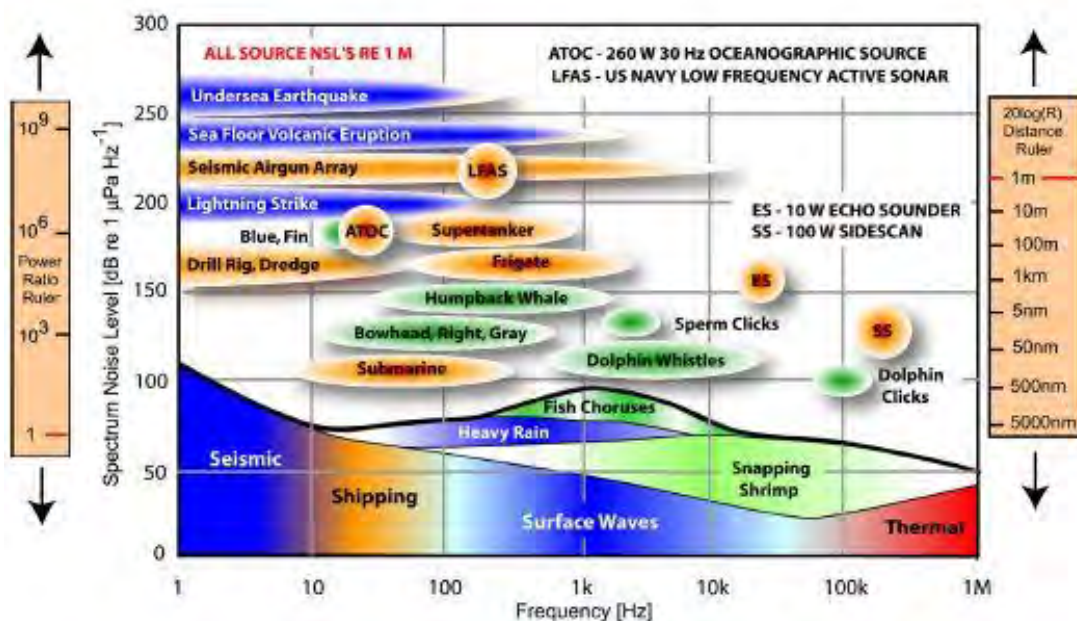 ALL SOURCE NSL'S RE 1 M
ATOC - 260 W 30 Hz OCEANOGRAPHIC SOURCE
LFAS - US NAVY LOW FREQUENCY ACTIVE SONAR
ES - 10 W ECHO SOUNDER
SS - 100 W SIDESCAN
Undersea Earthquake
Sea Floor Volcanic Eruption
Seismic Airgun Array
LFAS
Lightning Strike
Blue, Fin
ATOC
Supertanker
Drill Rig, Dredge
Frigate
ES
Humpback Whale
Sperm Clicks
SS
Bowhead, Right, Gray
Dolphin Whistles
Submarine
Dolphin
Clicks
Fish Choruses
Heavy Rain
Seismic
Snapping
Shrimp
Shipping
Surface Waves
Thermal
Spectrum Noise Level [dB re 1 µPa Hz⁻¹]
300
250
200
150
100
50
0
1
10
100
1k
10k
100k
1M
Frequency [Hz]
10⁹
10⁶
Power
Ratio
Ruler
10³
1
20log(R)
Distance
Ruler
1m
10m
100m
1km
5nm
50nm
500nm
5000nm